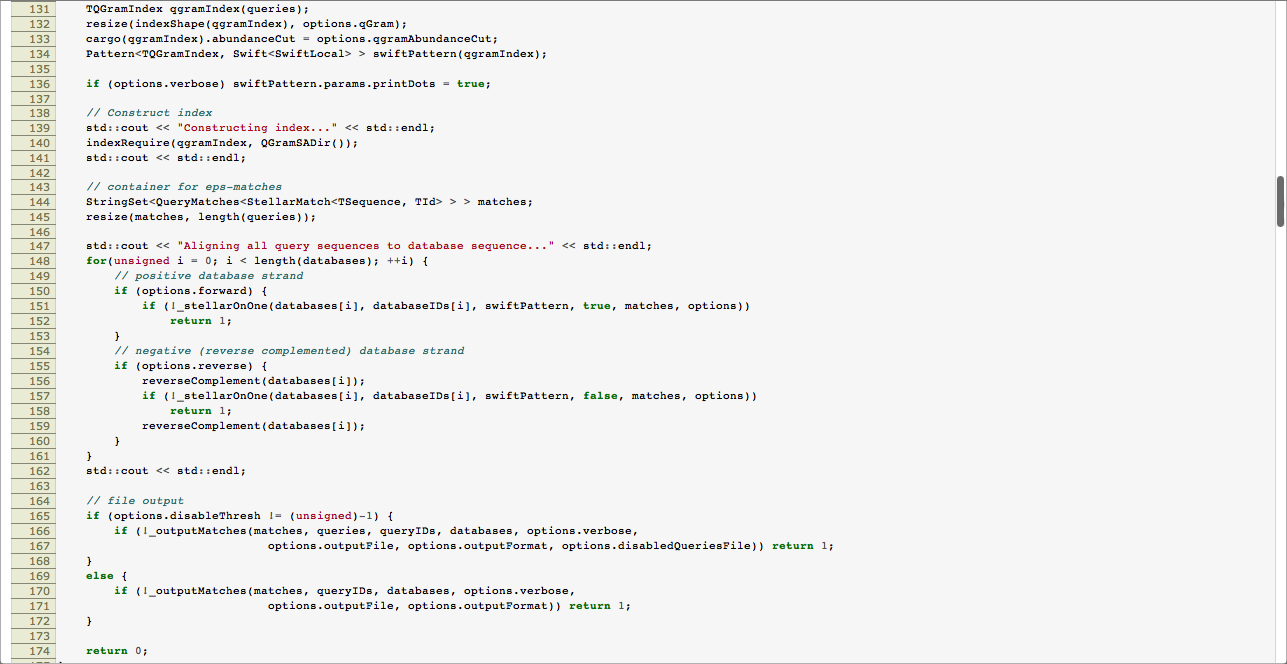 131 TQGramIndex qgramIndex(queries);
132 resize(indexShape(qgramIndex), options.qGram);
133 cargo(qgramIndex).abundanceCut = options.qgramAbundanceCut;
134 Pattern<TQGramIndex, Swift<SwiftLocal> > swiftPattern(qgramIndex);
135
136 if (options.verbose) swiftPattern.params.printDots = true;
137
138 // Construct index
139 std::cout << "Constructing index..." << std::endl;
140 indexRequire(qgramIndex, QGramSADir());
141 std::cout << std::endl;
142
143 // container for eps-matches
144 StringSet<QueryMatches<StellarMatch<TSequence, TId> > > matches;
145 resize(matches, length(queries));
146
147 std::cout << "Aligning all query sequences to database sequence..." << std::endl;
148 for(unsigned i = 0; i < length(databases); ++i) {
149 // positive database strand
150 if (options.forward) {
151 if (!_stellarOnOne(databases[i], databaseIDs[i], swiftPattern, true, matches, options))
152 return 1;
153 }
154 // negative (reverse complemented) database strand
155 if (options.reverse) {
156 reverseComplement(databases[i]);
157 if (!_stellarOnOne(databases[i], databaseIDs[i], swiftPattern, false, matches, options))
158 return 1;
159 reverseComplement(databases[i]);
160 }
161 }
162 std::cout << std::endl;
163
164 // file output
165 if (options.disableThresh != (unsigned)-1) {
166 if (!_outputMatches(matches, queries, queryIDs, databases, options.verbose,
167 options.outputFile, options.outputFormat, options.disabledQueriesFile)) return 1;
168 }
169 else {
170 if (!_outputMatches(matches, queryIDs, databases, options.verbose,
171 options.outputFile, options.outputFormat)) return 1;
172 }
173
174 return 0;